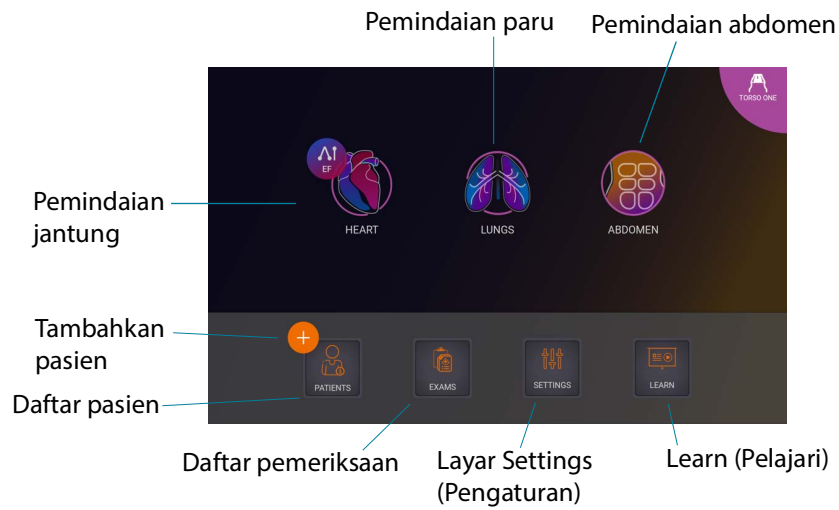 Pemindaian paru
Pemindaian abdomen
TORSO ONE
AI
EF
Pemindaian
jantung
HEART
LUNGS
ABDOMEN
Tambahkan
pasien
+
PATIENTS
EXAMS
SETTINGS
LEARN
Daftar pasien
Daftar pemeriksaan
Layar Settings
(Pengaturan)
Learn (Pelajari)